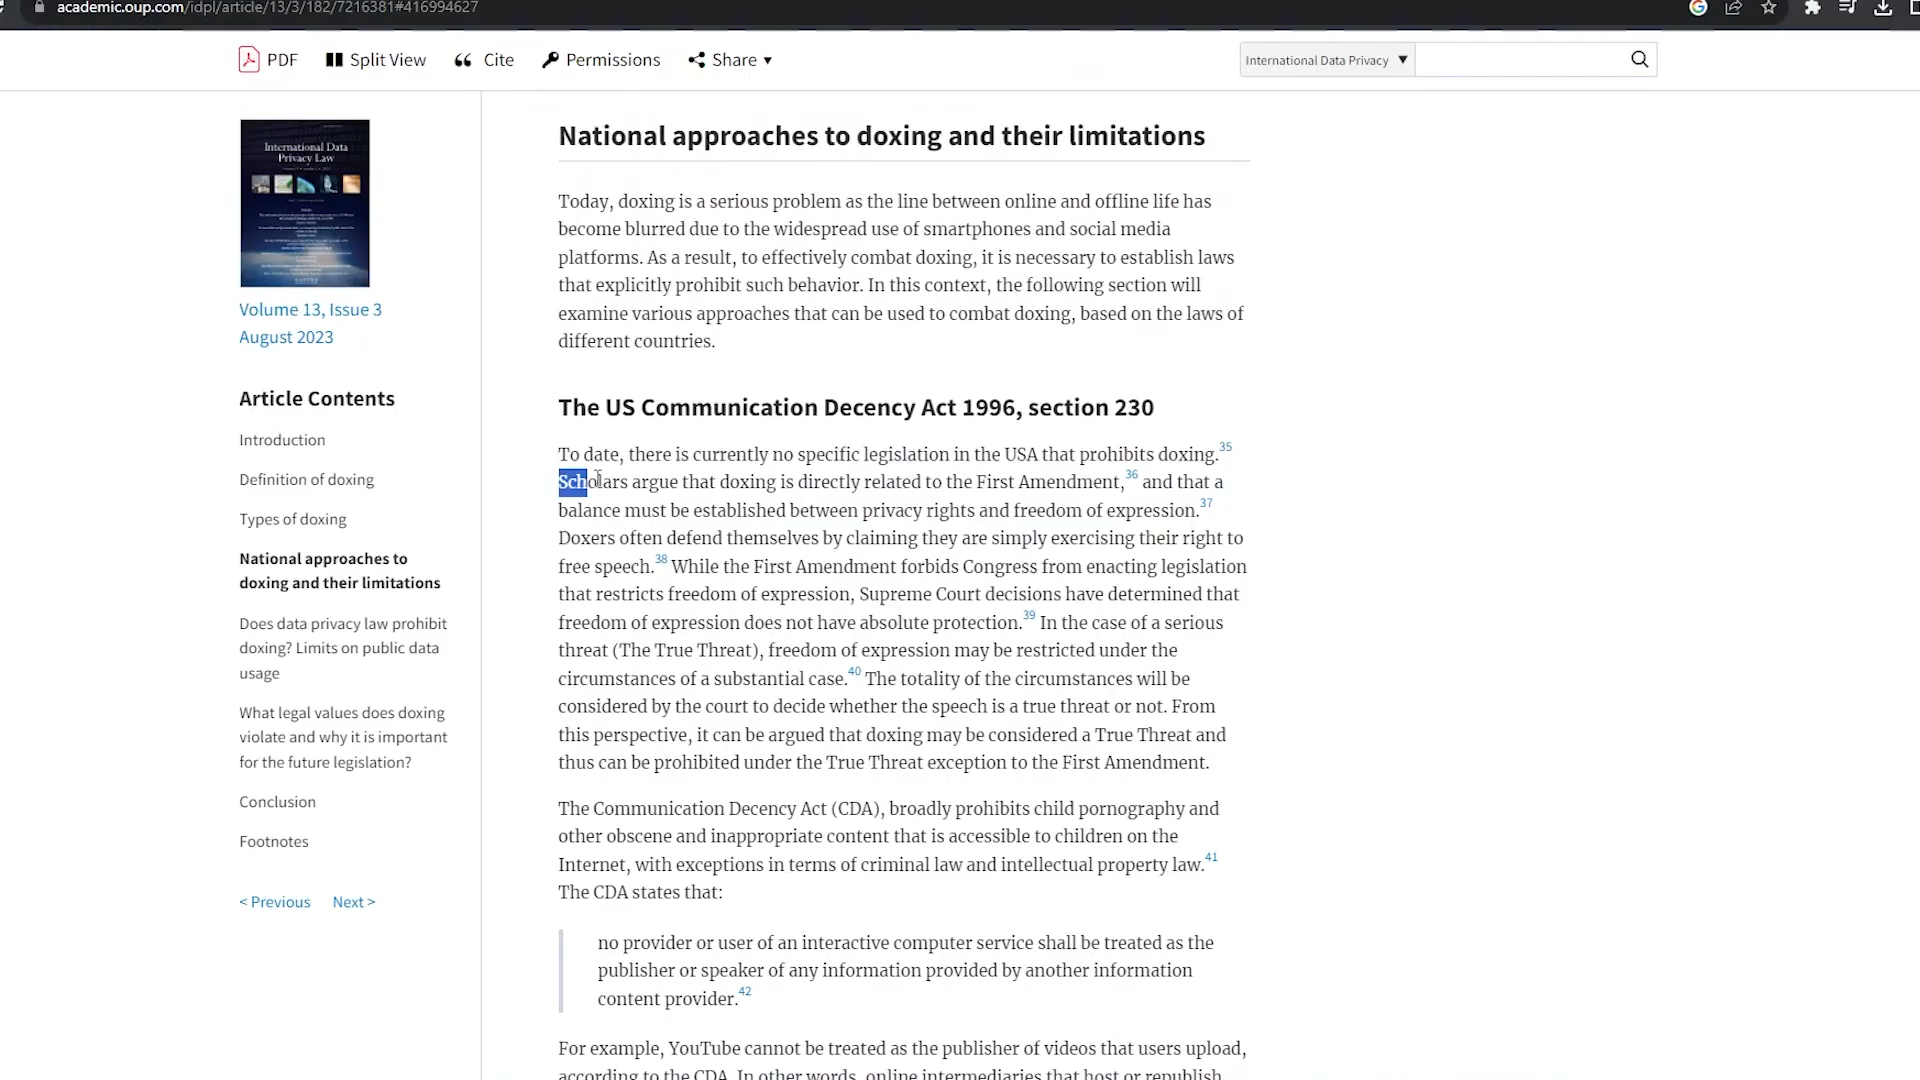 academic.oup.com/idpl/article/13/3/182/7216381#416994627
PDF Split View Cite Permissions Share
International Data Privacy
International Data
Privacy Law
Volume 13, Issue 3
August 2023
Article Contents
Introduction
Definition of doxing
Types of doxing
National approaches to
doxing and their limitations
Does data privacy law prohibit
doxing? Limits on public data
usage
What legal values does doxing
violate and why it is important
for the future legislation?
Conclusion
Footnotes
< Previous Next >
National approaches to doxing and their limitations
Today, doxing is a serious problem as the line between online and offline life has
become blurred due to the widespread use of smartphones and social media
platforms. As a result, to effectively combat doxing, it is necessary to establish laws
that explicitly prohibit such behavior. In this context, the following section will
examine various approaches that can be used to combat doxing, based on the laws of
different countries.
The US Communication Decency Act 1996, section 230
To date, there is currently no specific legislation in the USA that prohibits doxing.35
Scholars argue that doxing is directly related to the First Amendment,36 and that a
balance must be established between privacy rights and freedom of expression.37
Doxers often defend themselves by claiming they are simply exercising their right to
free speech.38 While the First Amendment forbids Congress from enacting legislation
that restricts freedom of expression, Supreme Court decisions have determined that
freedom of expression does not have absolute protection.39 In the case of a serious
threat (The True Threat), freedom of expression may be restricted under the
circumstances of a substantial case.40 The totality of the circumstances will be
considered by the court to decide whether the speech is a true threat or not. From
this perspective, it can be argued that doxing may be considered a True Threat and
thus can be prohibited under the True Threat exception to the First Amendment.
The Communication Decency Act (CDA), broadly prohibits child pornography and
other obscene and inappropriate content that is accessible to children on the
Internet, with exceptions in terms of criminal law and intellectual property law.41
The CDA states that:
no provider or user of an interactive computer service shall be treated as the
publisher or speaker of any information provided by another information
content provider.42
For example, YouTube cannot be treated as the publisher of videos that users upload,
according to the CDA. In other words, online intermediaries that host or republish